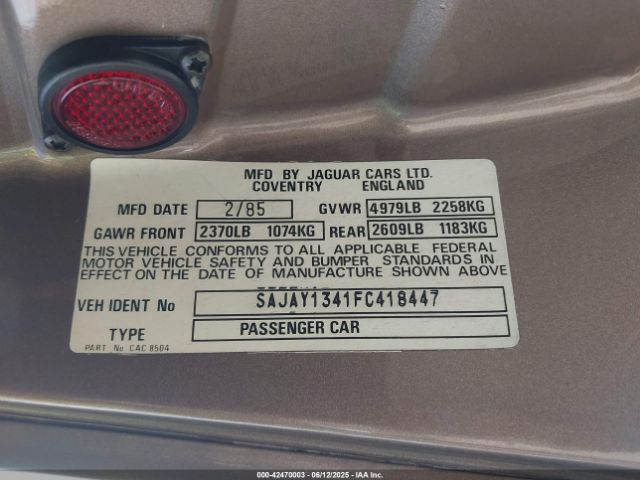 MFD BY JAGUAR CARS LTD.
COVENTRY ENGLAND
MFD DATE 2/85 GVWR 4979LB 2258KG
GAWR FRONT 2370LB 1074KG REAR 2609LB 1183KG
THIS VEHICLE CONFORMS TO ALL APPLICABLE FEDERAL
MOTOR VEHICLE SAFETY AND BUMPER STANDARDS IN
EFFECT ON THE DATE OF MANUFACTURE SHOWN ABOVE
VEH IDENT No SAJAY1341FC418447
TYPE PASSENGER CAR
PART No CAC 8504
000-42470003 - 06/12/2025 - IAAI.COM